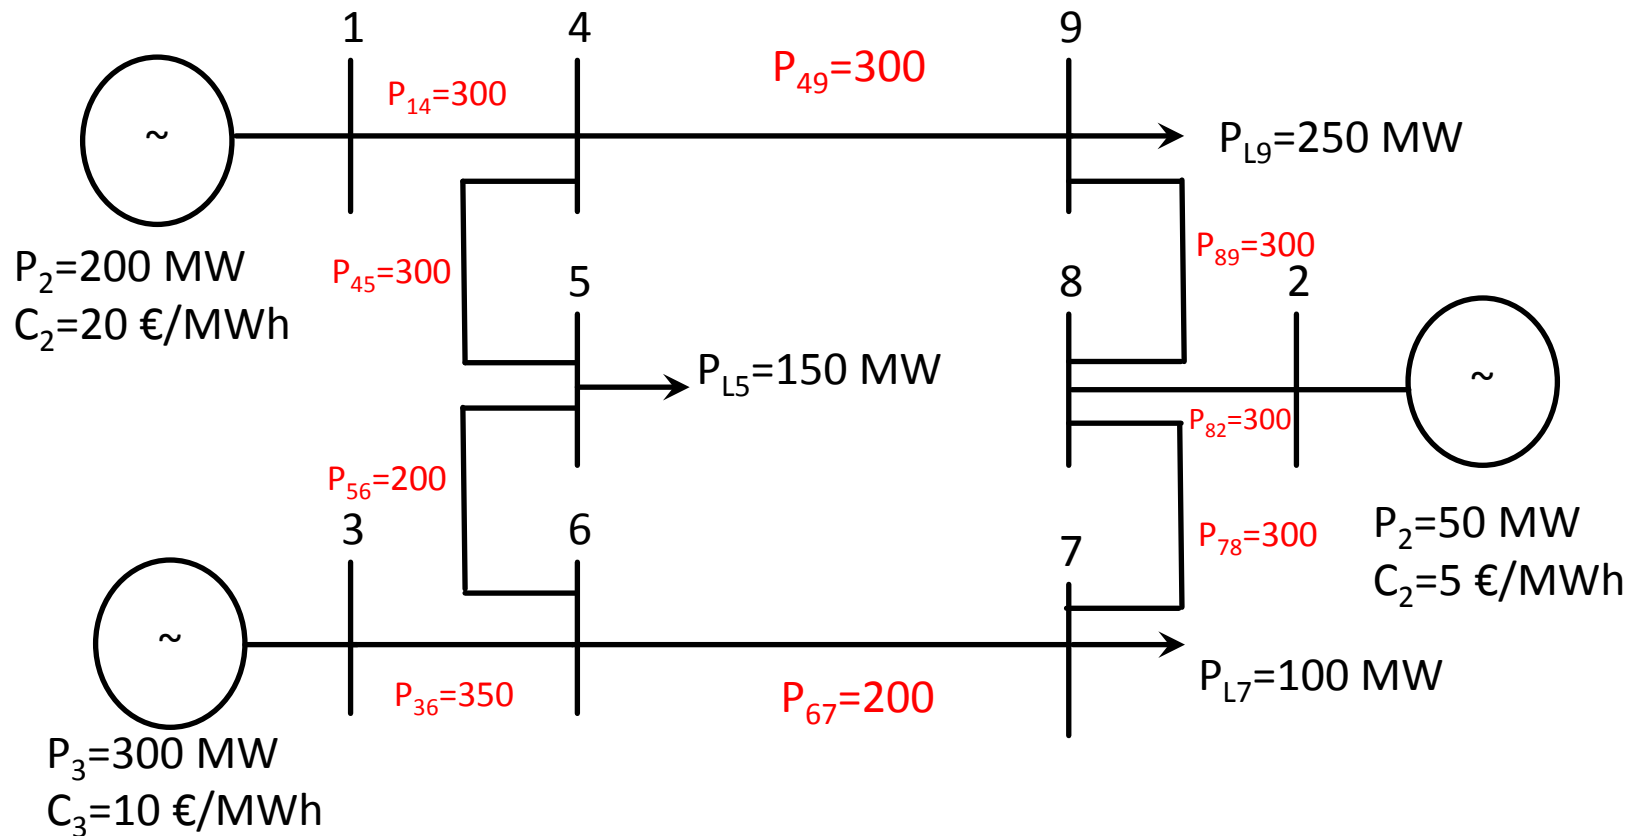 1
4
9
P14=300
P49=300
~
PL9=250 MW
P2=200 MW
C2=20 €/MWh
P45=300
5
P89=300
8
2
PL5=150 MW
~
P82=300
P56=200
3
6
7
P78=300
P2=50 MW
C2=5 €/MWh
~
P36=350
P67=200
PL7=100 MW
P3=300 MW
C3=10 €/MWh